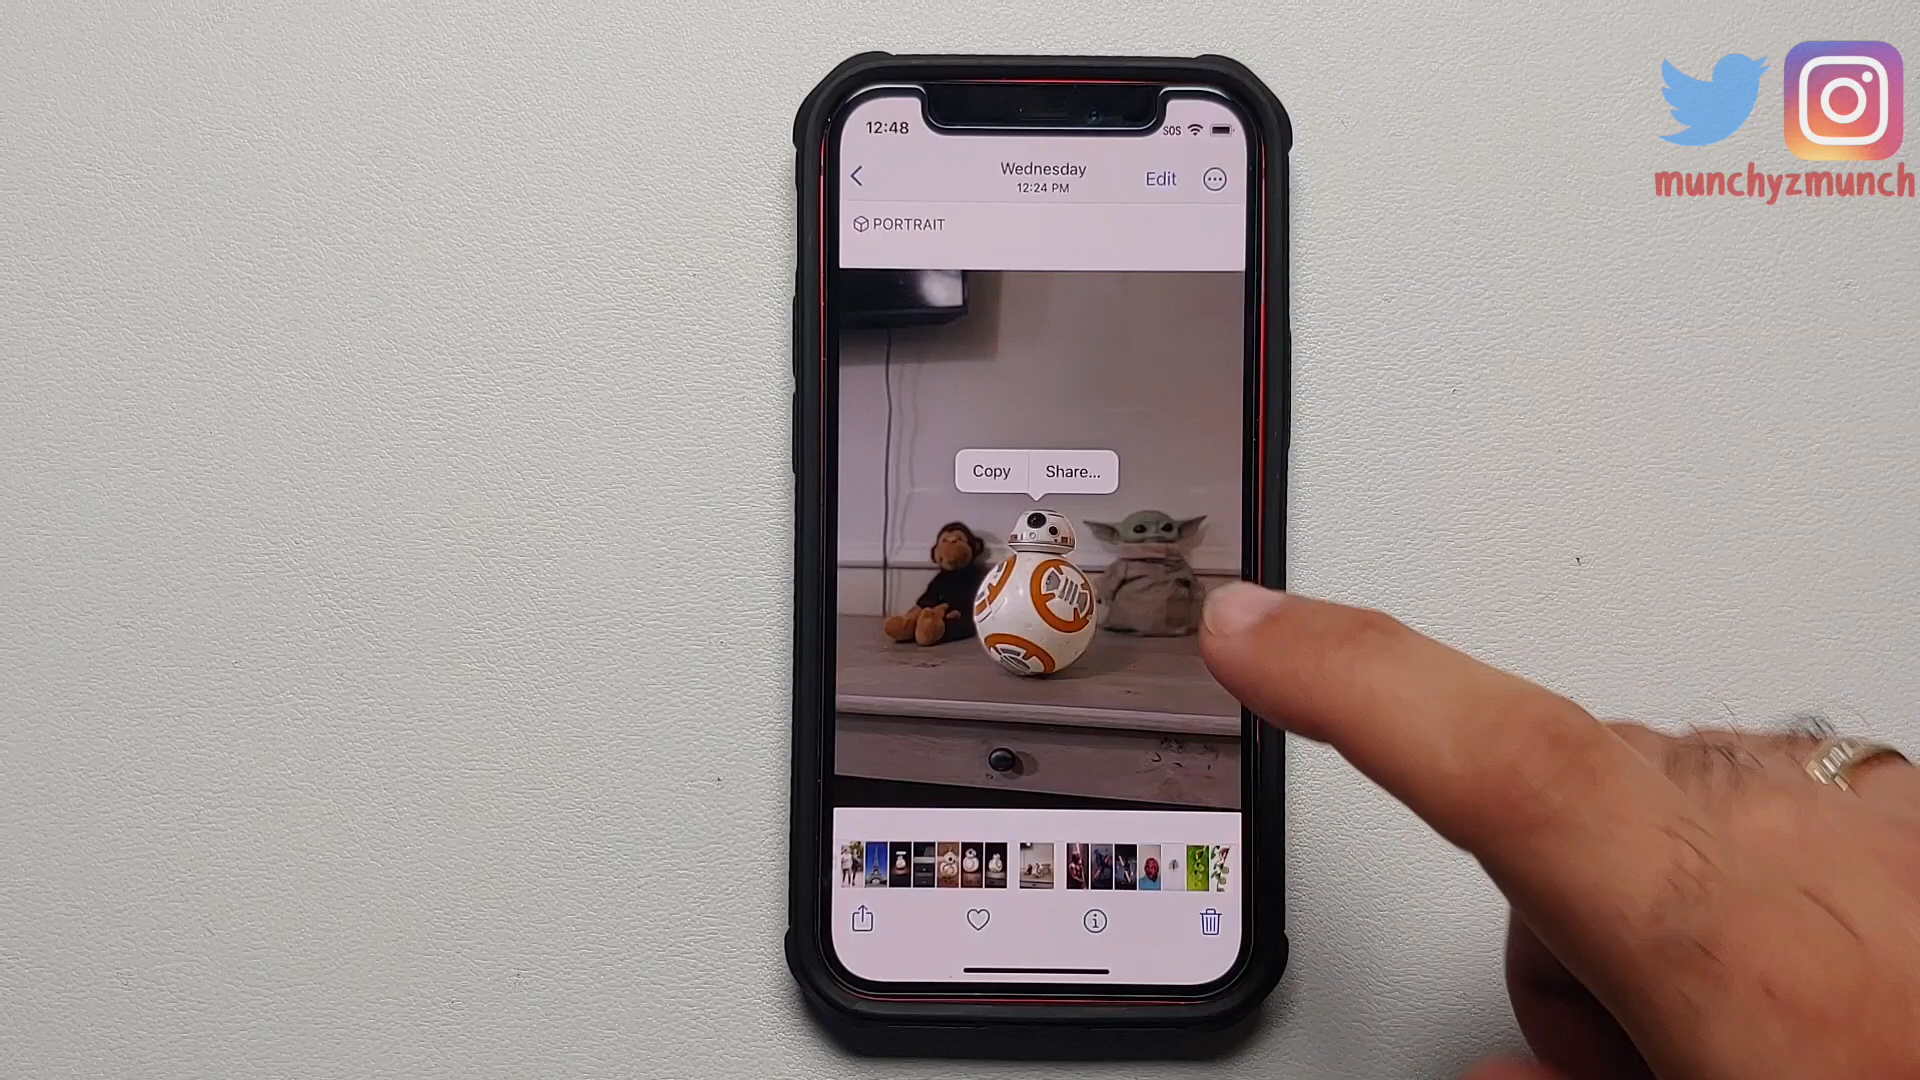 12:48
SOS
Wednesday
12:24 PM
Edit
PORTRAIT
Copy
Share...
munchyzmunch